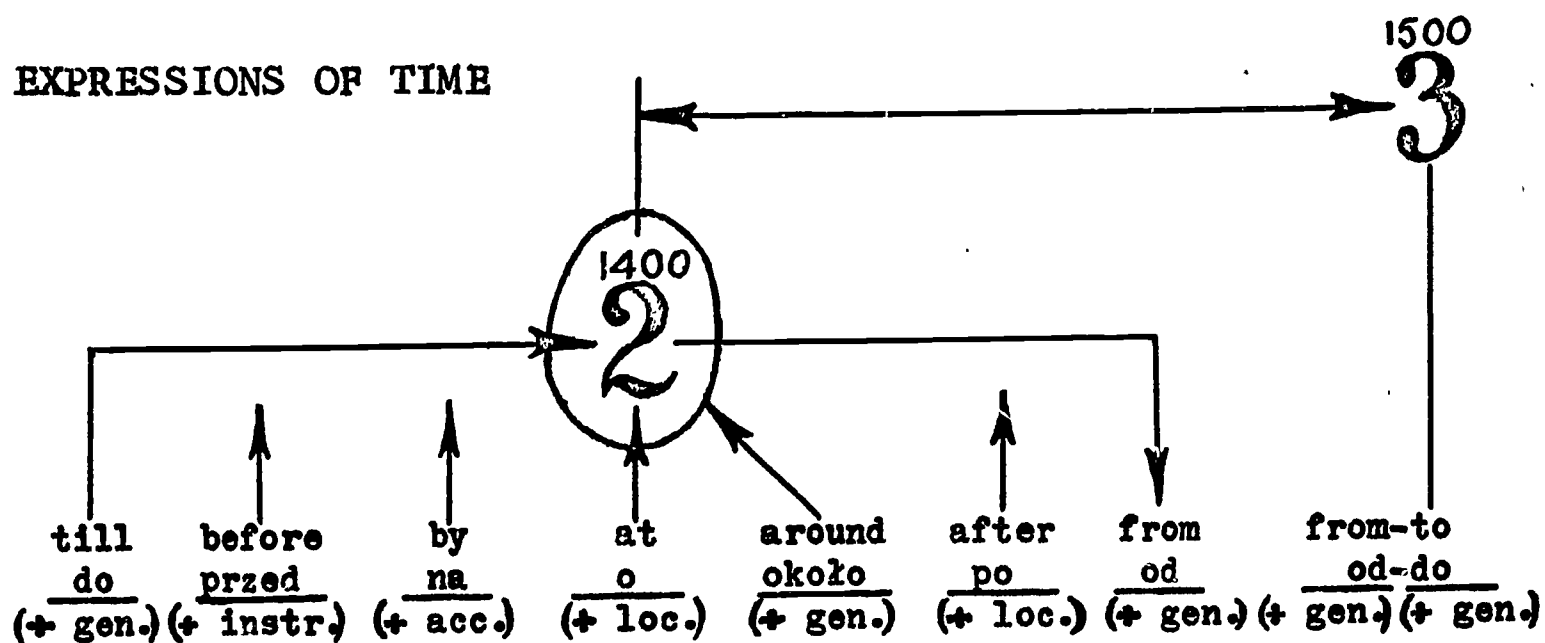 1500
3
EXPRESSIONS OF TIME
1400
2
till before by at around after from from-to
do przed na o około po od od-do
(+ gen.) (+ instr.) (+ acc.) (+ loc.) (+ gen.) (+ loc.) (+ gen.) (+ gen.) (+ gen.)